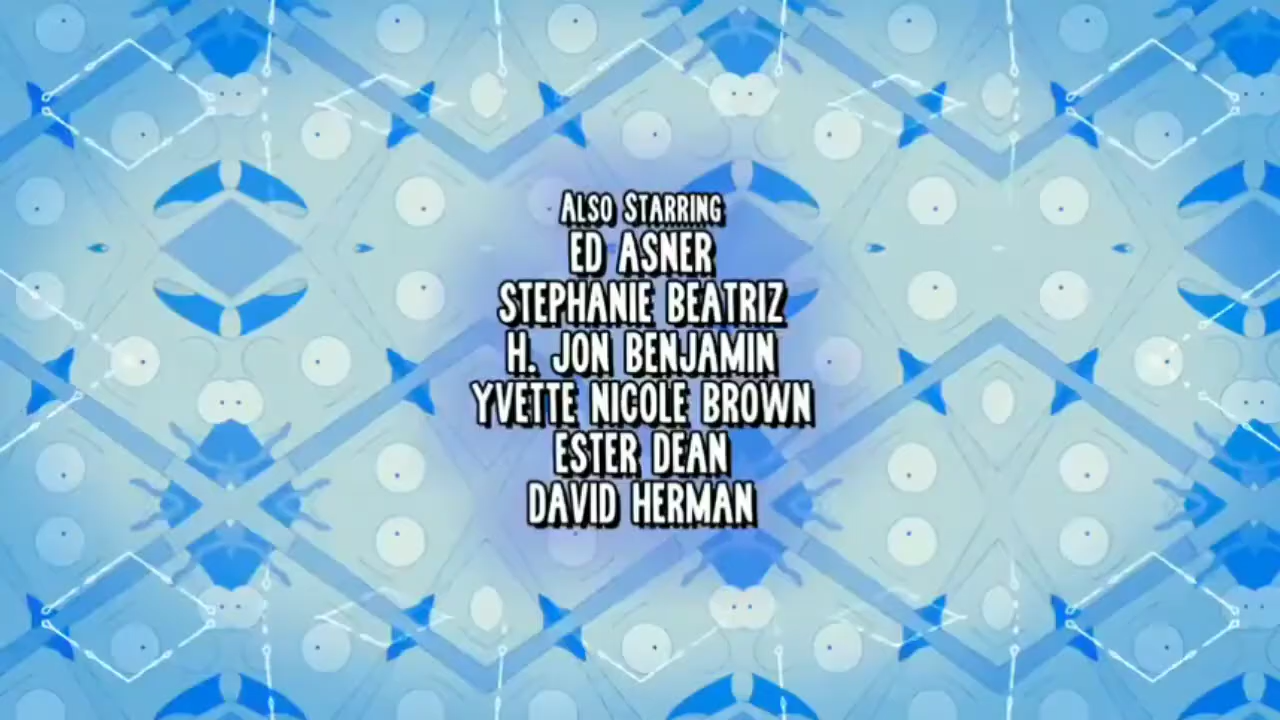 Also Starring
ED ASNER
STEPHANIE BEATRIZ
H. JON BENJAMIN
YVETTE NICOLE BROWN
ESTER DEAN
DAVID HERMAN